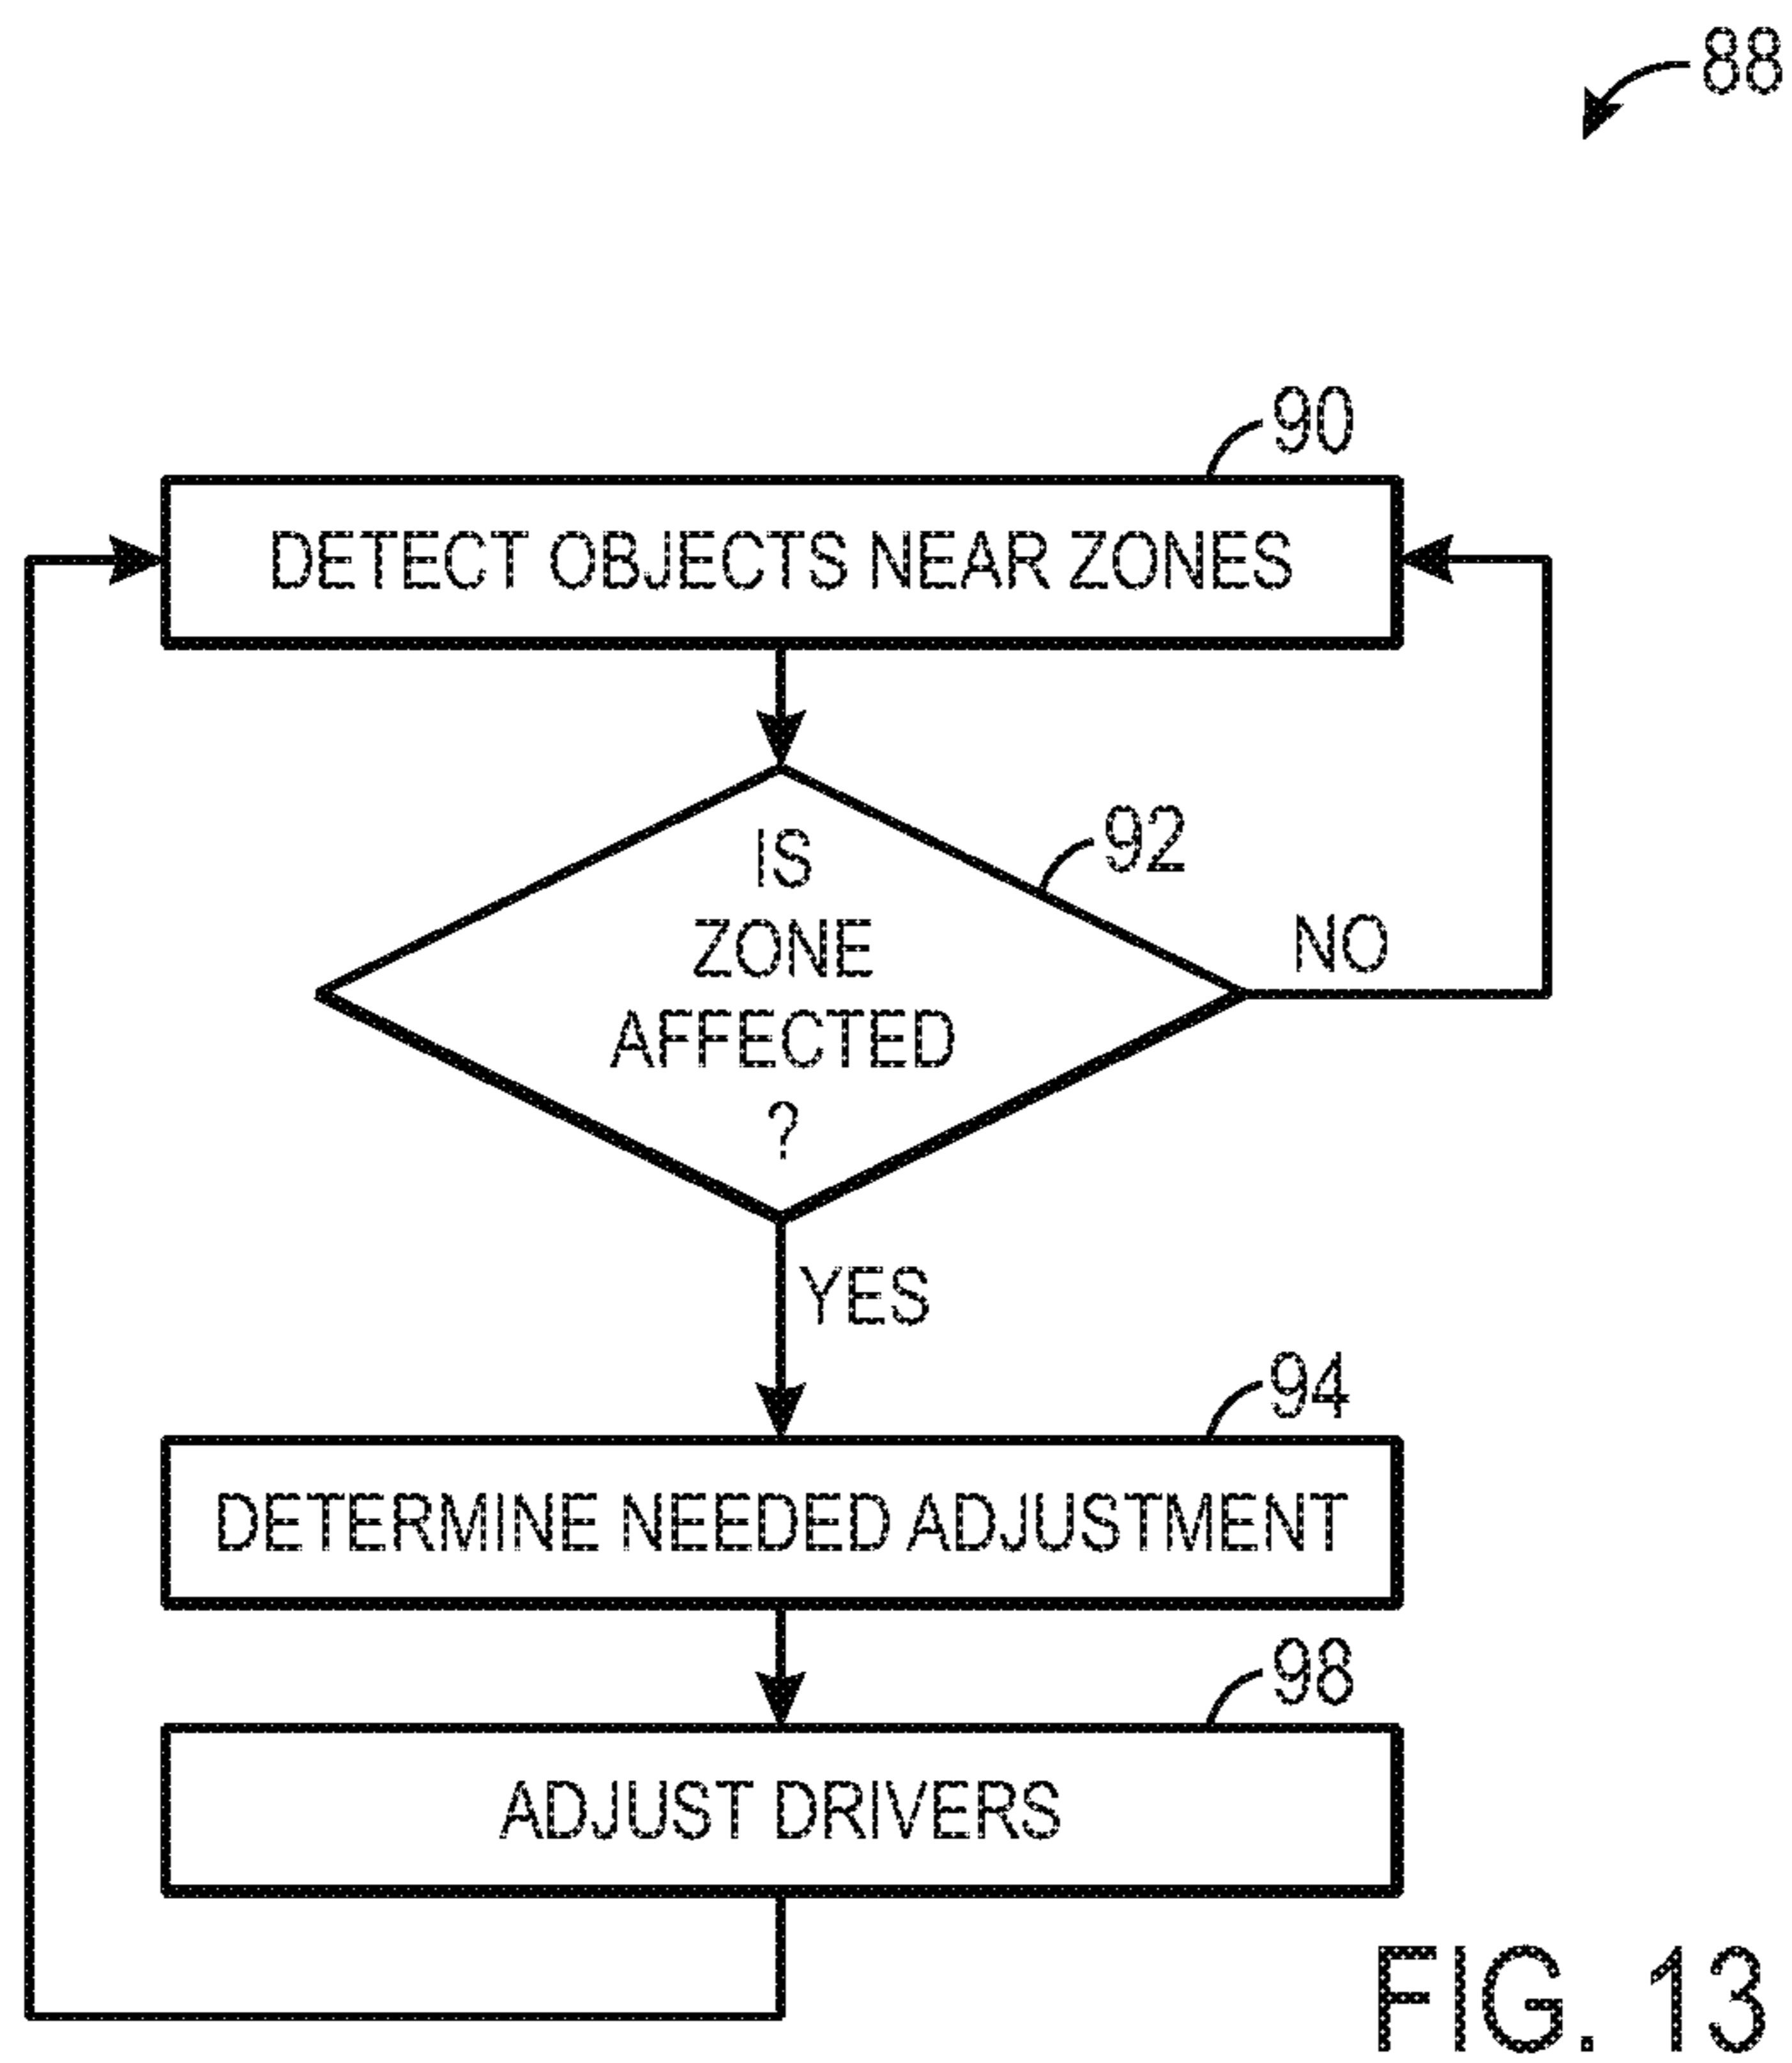 88
90
DETECT OBJECTS NEAR ZONES
92
IS
ZONE
AFFECTED
?
NO
YES
94
DETERMINE NEEDED ADJUSTMENT
98
ADJUST DRIVERS
FIG. 13